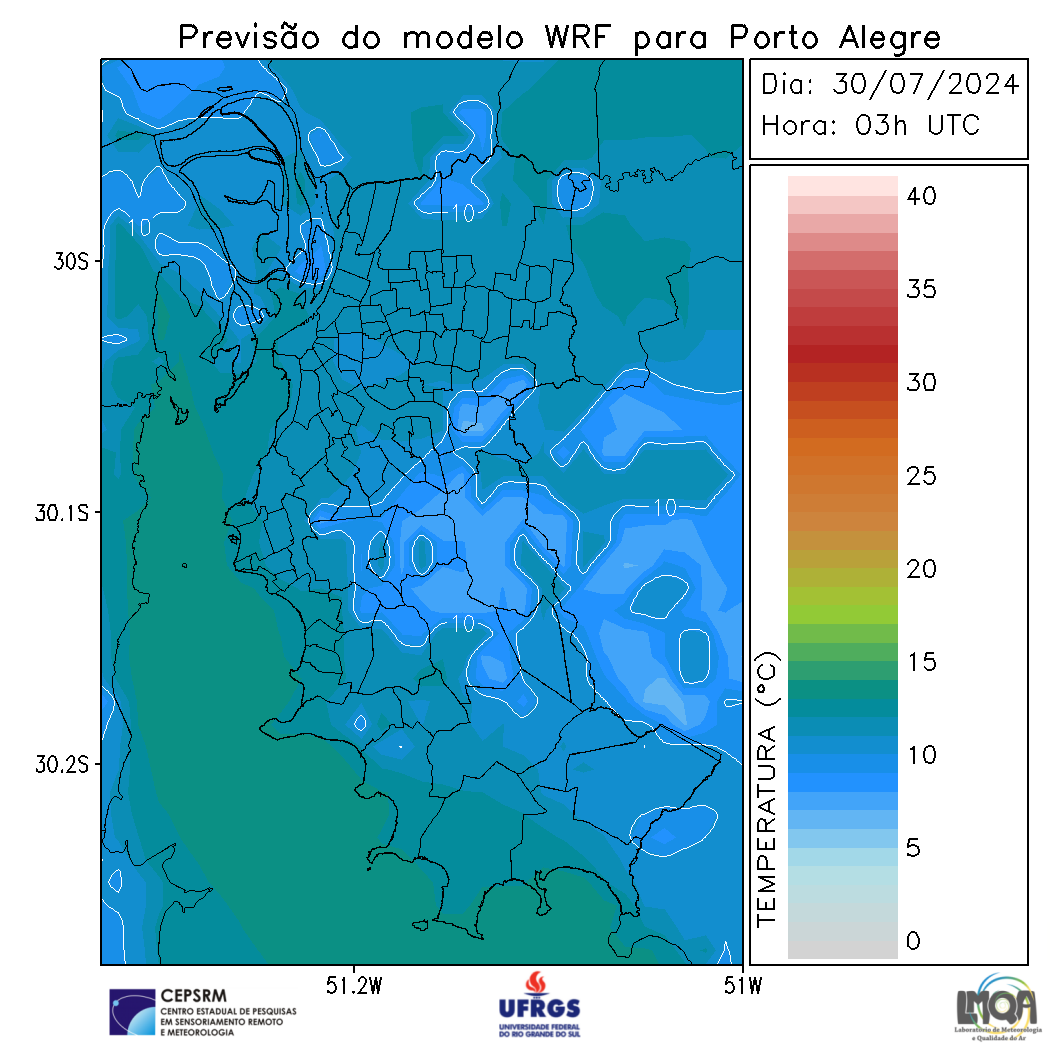 Previsão do modelo WRF para Porto Alegre
Dia: 30/07/2024
Hora: 03h UTC
10
10
10
10
30S
30.1S
30.2S
51.2W
51W
40
35
30
25
20
15
10
5
0
TEMPERATURA (°C)
CEPSRM
CENTRO ESTADUAL DE PESQUISAS
EM SENSORIAMENTO REMOTO
E METEOROLOGIA
UFRGS
UNIVERSIDADE FEDERAL
DO RIO GRANDE DO SUL
LMQA
Laboratório de Meteorologia
e Qualidade do Ar